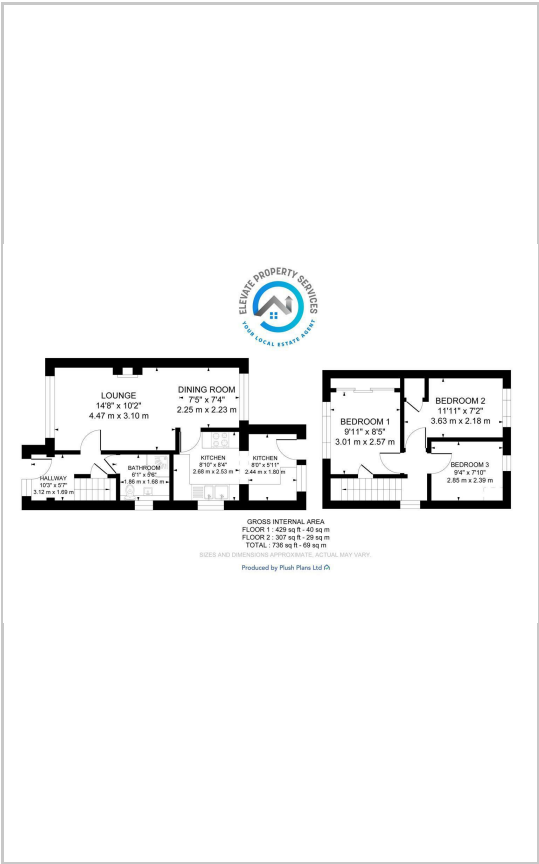 ELEVATE PROPERTY SERVICES
YOUR LOCAL ESTATE AGENT
LOUNGE
14'8" x 10'2"
4.47 m x 3.10 m
DINING ROOM
7'5" x 7'4"
2.25 m x 2.23 m
HALLWAY
10'3" x 5'7"
3.12 m x 1.69 m
BATHROOM
6'1" x 5'6"
1.86 m x 1.68 m
KITCHEN
8'10" x 8'4"
2.68 m x 2.53 m
KITCHEN
8'0" x 5'11"
2.44 m x 1.80 m
BEDROOM 1
9'11" x 8'5"
3.01 m x 2.57 m
BEDROOM 2
11'11" x 7'2"
3.63 m x 2.18 m
BEDROOM 3
9'4" x 7'10"
2.85 m x 2.39 m
GROSS INTERNAL AREA
FLOOR 1 : 429 sq ft - 40 sq m
FLOOR 2 : 307 sq ft - 29 sq m
TOTAL : 736 sq ft - 69 sq m
SIZES AND DIMENSIONS APPROXIMATE, ACTUAL MAY VARY.
Produced by Plush Plans Ltd